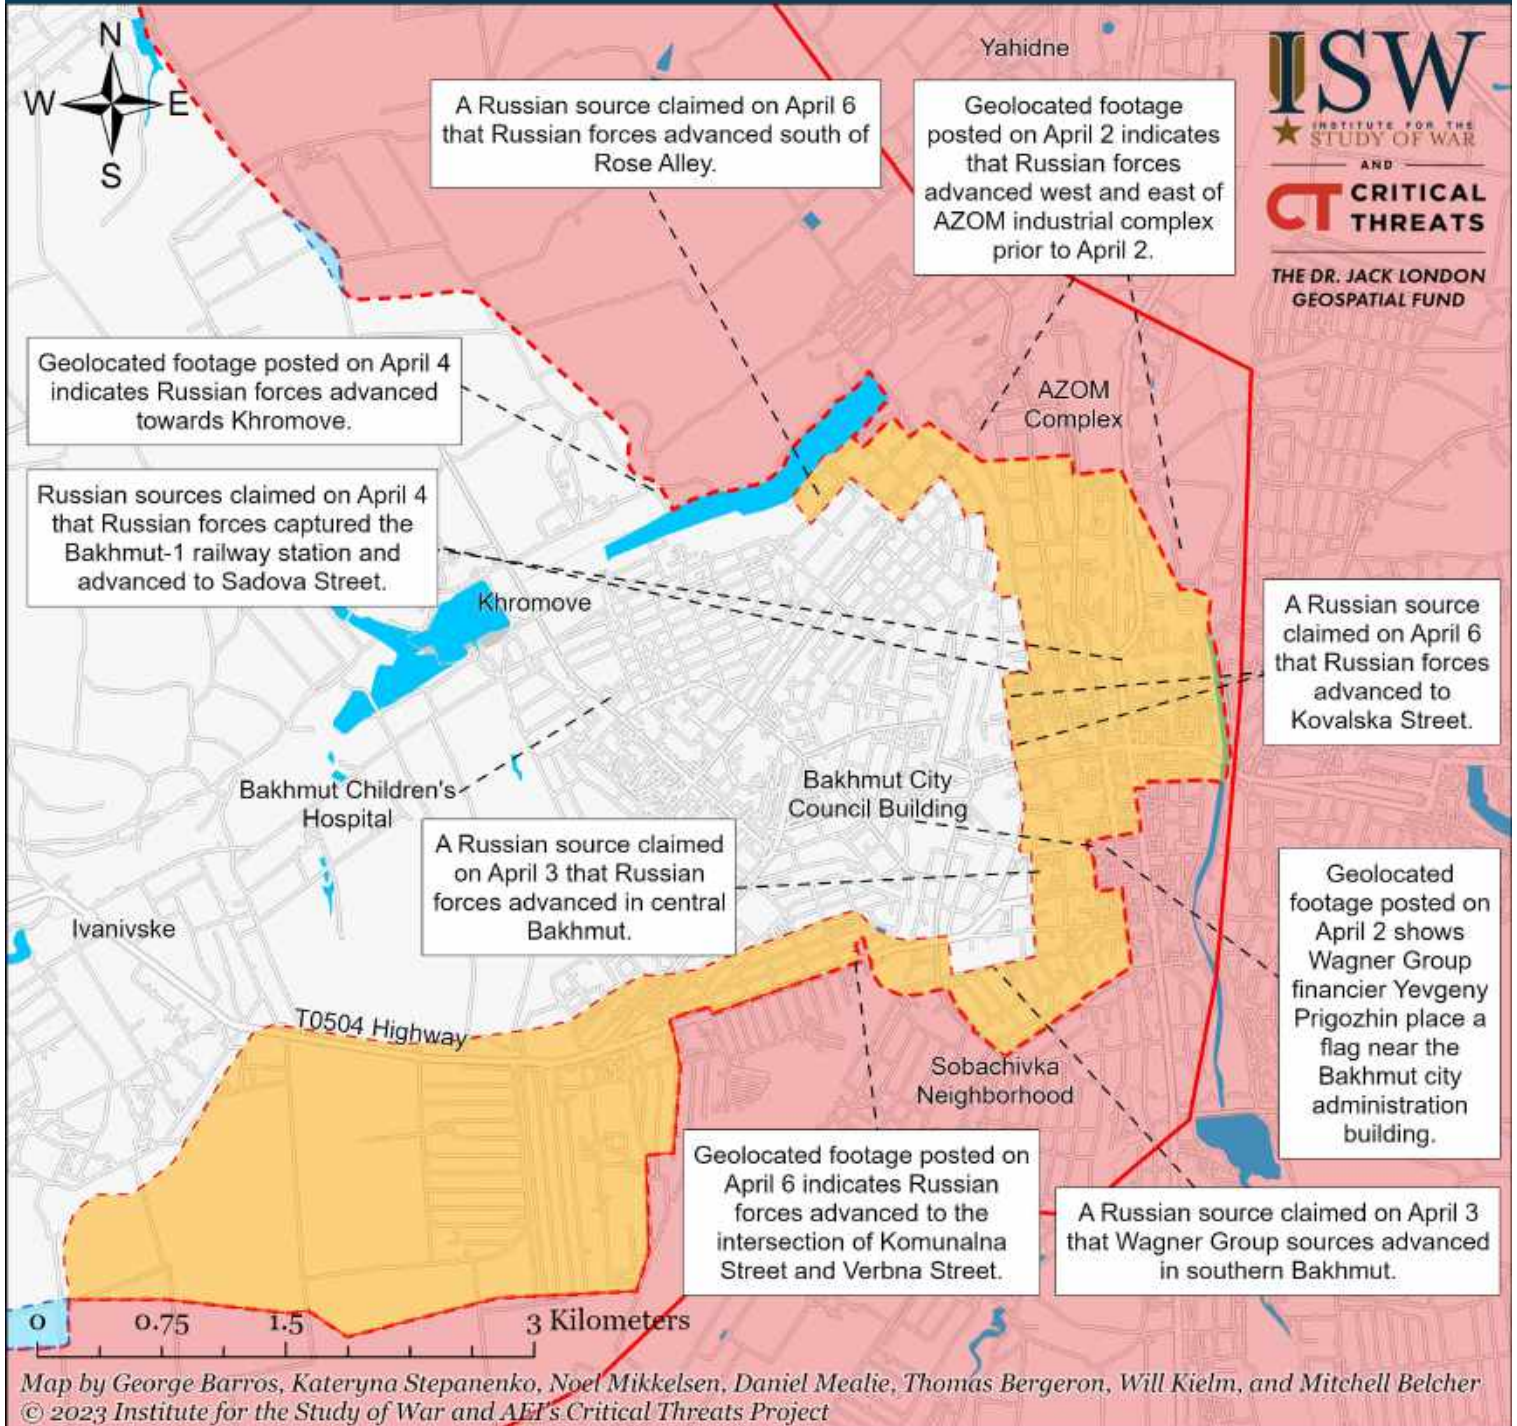 N
W
E
S
Yahidne
ISW
INSTITUTE FOR THE
STUDY OF WAR
AND
CT CRITICAL
THREATS
THE DR. JACK LONDON
GEOSPATIAL FUND
A Russian source claimed on April 6
that Russian forces advanced south of
Rose Alley.
Geolocated footage
posted on April 2 indicates
that Russian forces
advanced west and east of
AZOM industrial complex
prior to April 2.
Geolocated footage posted on April 4
indicates Russian forces advanced
towards Khromove.
AZOM
Complex
Russian sources claimed on April 4
that Russian forces captured the
Bakhmut-1 railway station and
advanced to Sadova Street.
Khromove
A Russian source
claimed on April 6
that Russian forces
advanced to
Kovalska Street.
Bakhmut Children's
Hospital
Bakhmut City
Council Building
A Russian source claimed
on April 3 that Russian
forces advanced in central
Bakhmut.
Geolocated
footage posted on
April 2 shows
Wagner Group
financier Yevgeny
Prigozhin place a
flag near the
Bakhmut city
administration
building.
Ivanivske
T0504 Highway
Sobachivka
Neighborhood
Geolocated footage posted on
April 6 indicates Russian
forces advanced to the
intersection of Komunalna
Street and Verbna Street.
A Russian source claimed on April 3
that Wagner Group sources advanced
in southern Bakhmut.
0 0.75 1.5 3 Kilometers
Map by George Barros, Kateryna Stepanenko, Noel Mikkelsen, Daniel Mealie, Thomas Bergeron, Will Kielm, and Mitchell Belcher
© 2023 Institute for the Study of War and AEI's Critical Threats Project